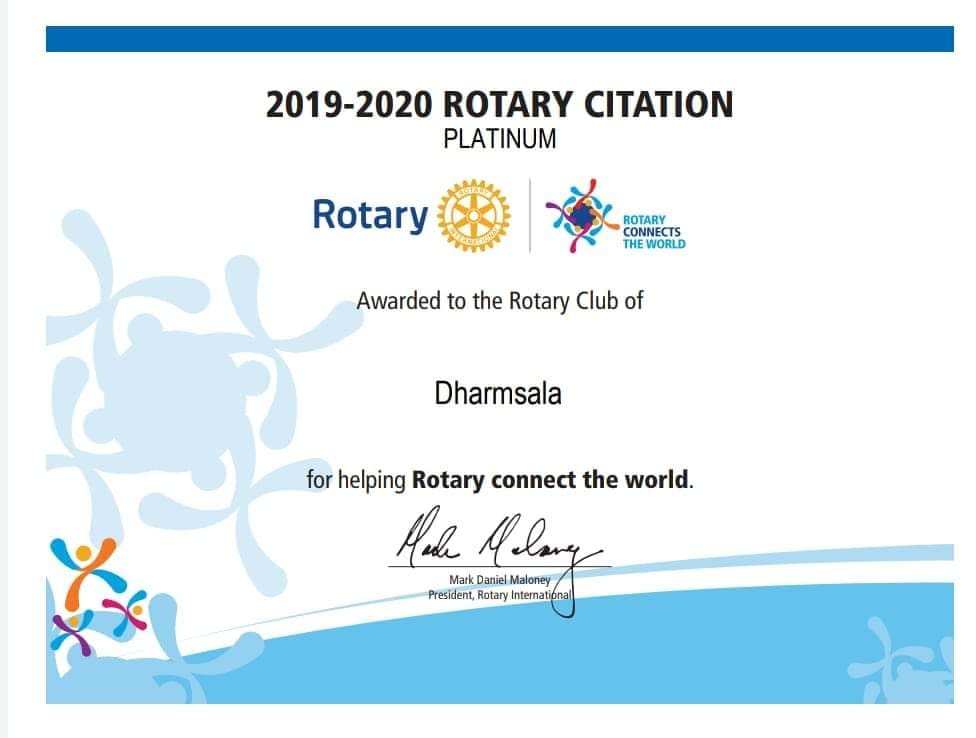 2019-2020 ROTARY CITATION
PLATINUM
Rotary
ROTARY
INTERNATIONAL
ROTARY
CONNECTS
THE WORLD
Awarded to the Rotary Club of
Dharmsala
for helping Rotary connect the world.
Mark Maloney
Mark Daniel Maloney
President, Rotary International